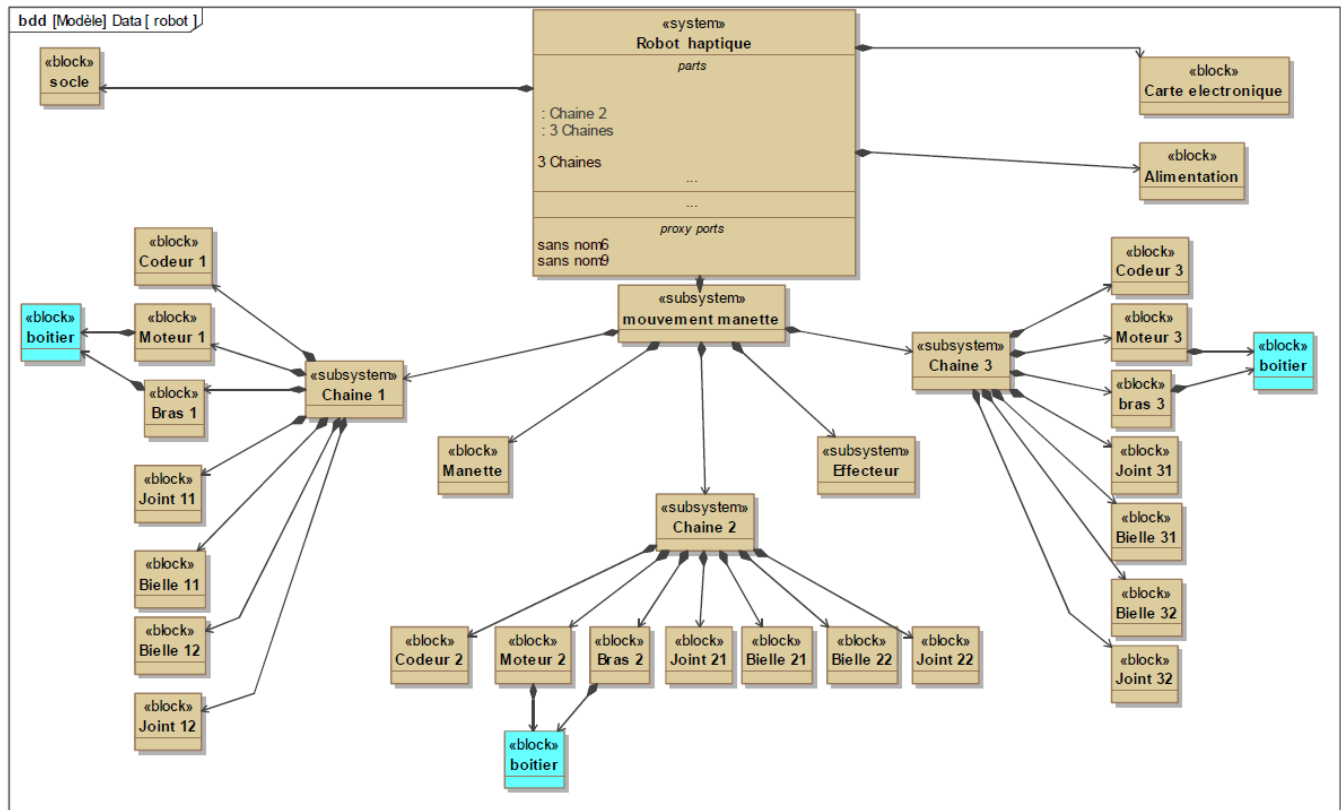 bdd [Modèle] Data [ robot ]
«system»
Robot haptique
parts
: Chaine 2
: 3 Chaines
3 Chaines
...
...
proxy ports
sans nom6
sans nom9
«block»
socle
«block»
Carte electronique
«block»
Alimentation
«subsystem»
mouvement manette
«block»
Codeur 1
«block»
boitier
«block»
Moteur 1
«block»
Bras 1
«subsystem»
Chaine 1
«block»
Joint 11
«block»
Bielle 11
«block»
Bielle 12
«block»
Joint 12
«block»
Manette
«subsystem»
Effecteur
«subsystem»
Chaine 2
«block»
Codeur 2
«block»
Moteur 2
«block»
Bras 2
«block»
Joint 21
«block»
Bielle 21
«block»
Bielle 22
«block»
Joint 22
«block»
boitier
«subsystem»
Chaine 3
«block»
Codeur 3
«block»
Moteur 3
«block»
boitier
«block»
bras 3
«block»
Joint 31
«block»
Bielle 31
«block»
Bielle 32
«block»
Joint 32